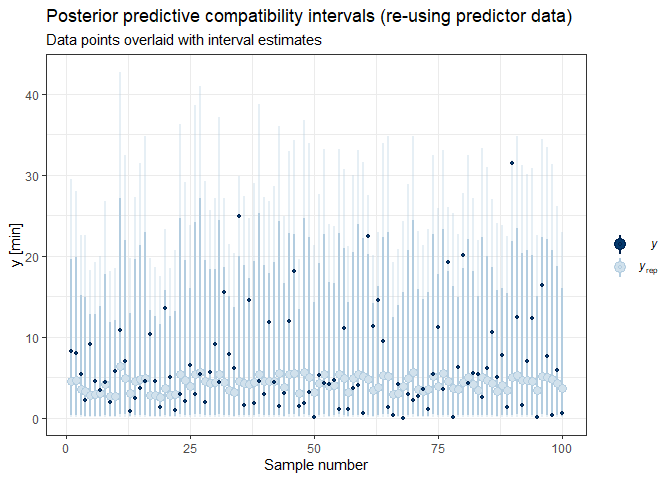 Posterior predictive compatibility intervals (re-using predictor data)
Data points overlaid with interval estimates
y [min]
40
30
20
10
0
0 25 50 75 100
Sample number
y
y rep